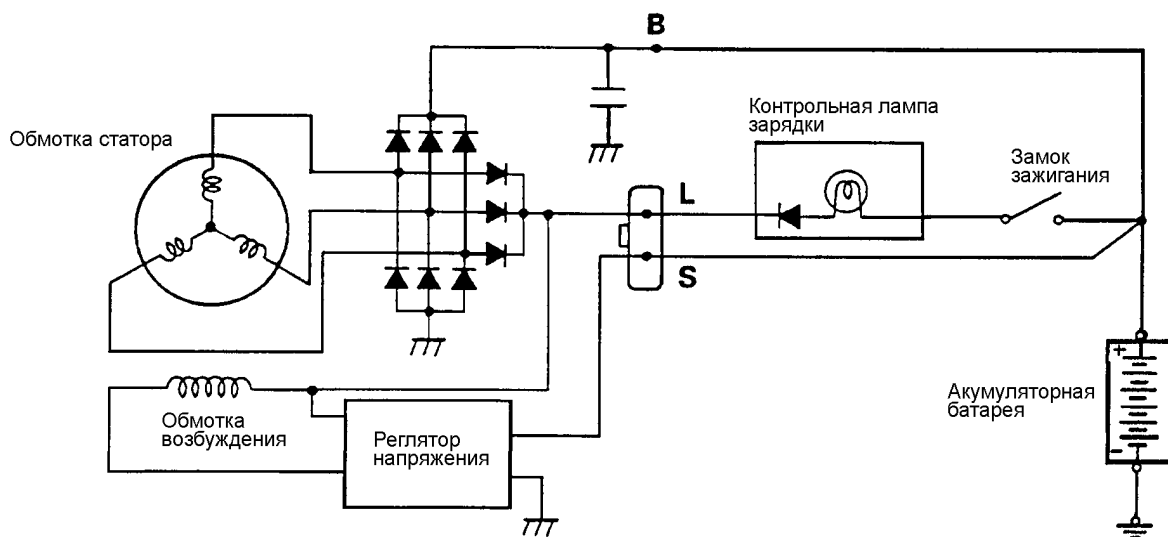 B
Контрольная лампа
зарядки
Обмотка статора
Замок
зажигания
L
S
+
Акумуляторная
батарея
-
Обмотка
возбуждения
Реглятор
напряжения